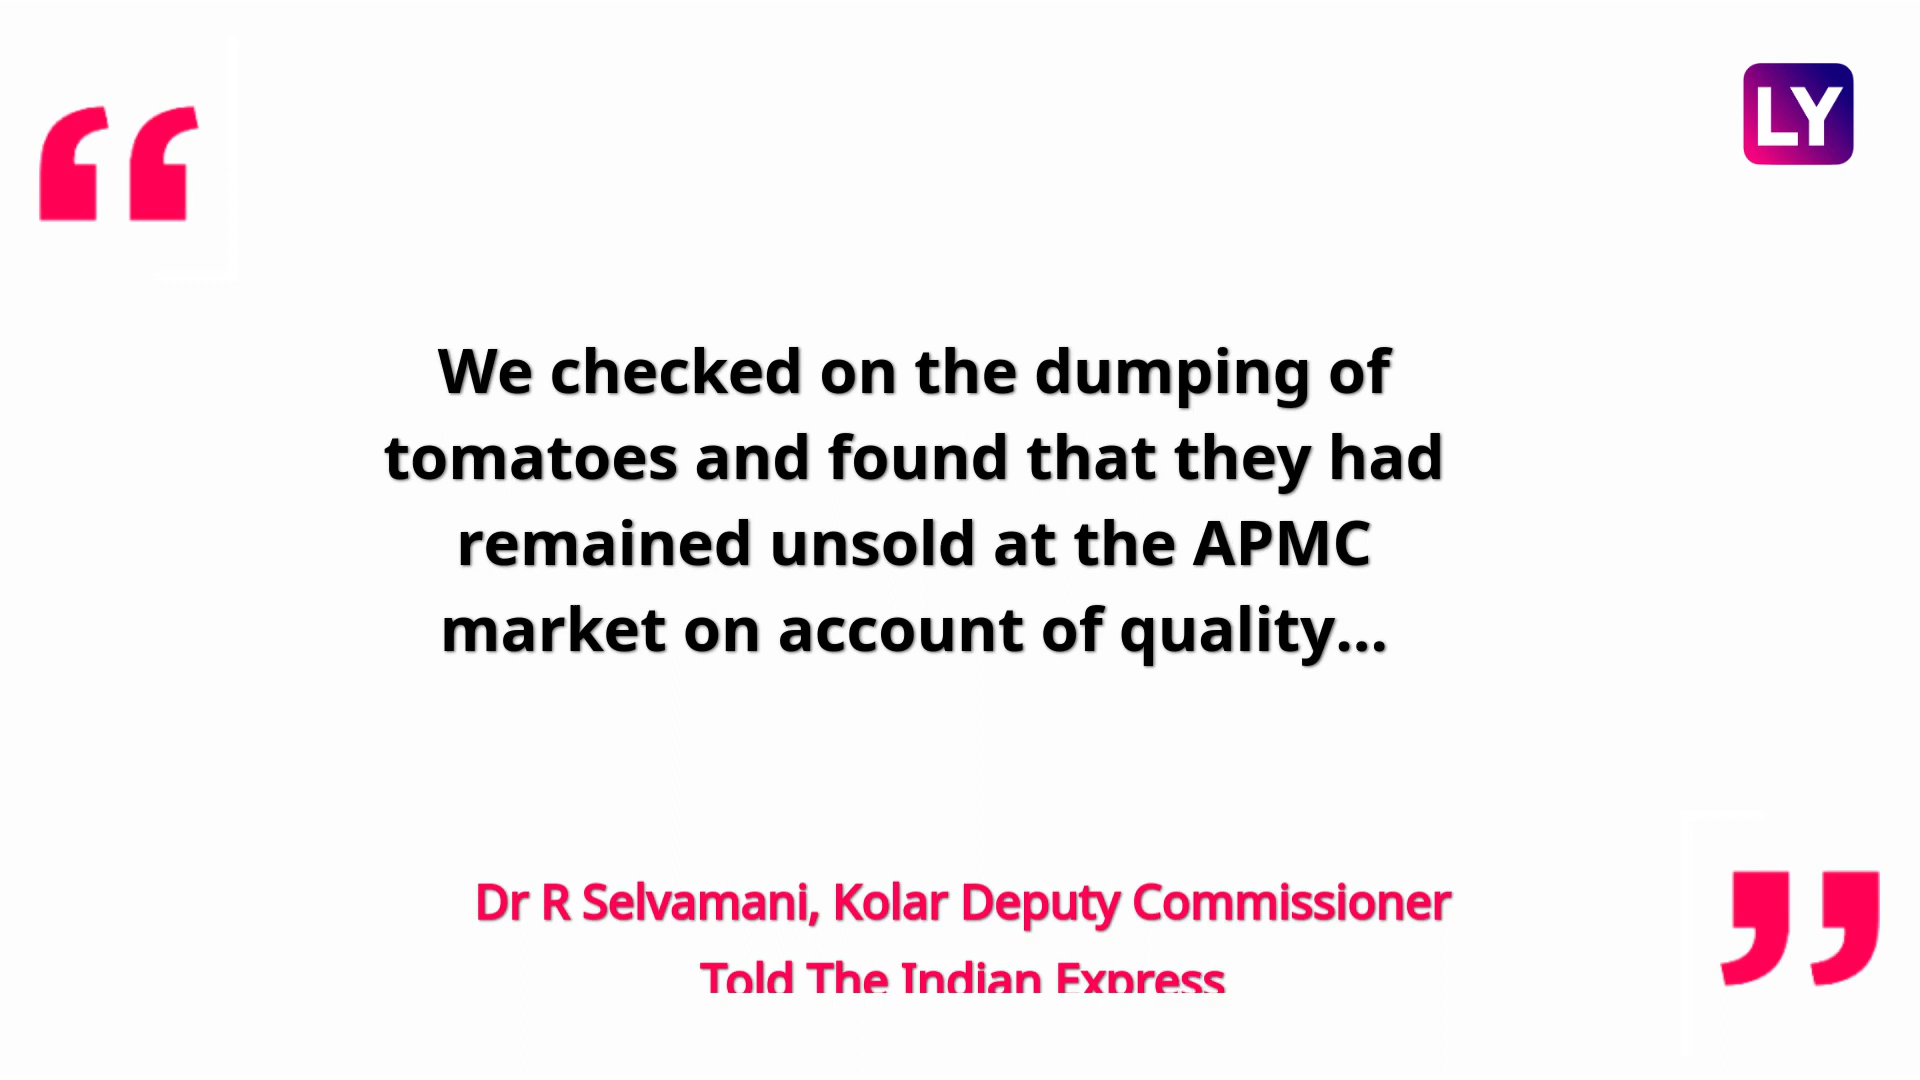 LY
We checked on the dumping of
tomatoes and found that they had
remained unsold at the APMC
market on account of quality...
Dr R Selvamani, Kolar Deputy Commissioner
Told The Indian Express